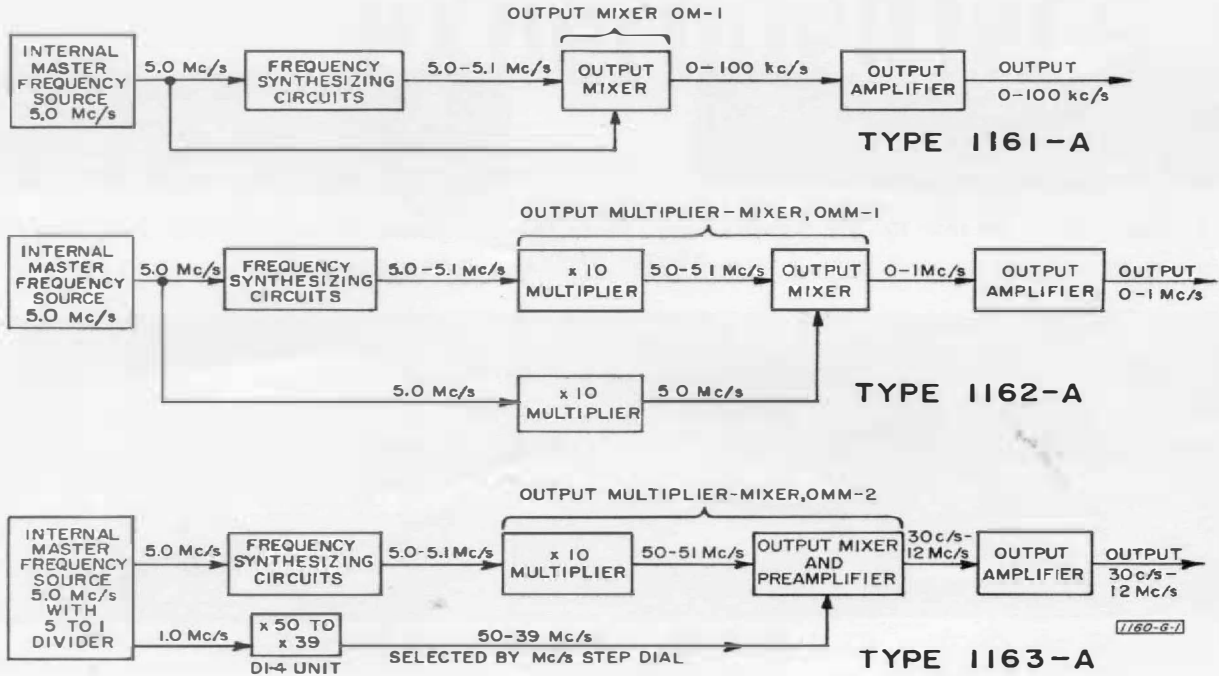 OUTPUT MIXER OM-1
INTERNAL
MASTER
FREQUENCY
SOURCE
5.0 Mc/s
5.0 Mc/s
FREQUENCY
SYNTHESIZING
CIRCUITS
5.0-5.1 Mc/s
OUTPUT
MIXER
0-100 kc/s
OUTPUT
AMPLIFIER
OUTPUT
0-100 kc/s
TYPE 1161-A
OUTPUT MULTIPLIER-MIXER, OMM-1
INTERNAL
MASTER
FREQUENCY
SOURCE
5.0 Mc/s
5.0 Mc/s
FREQUENCY
SYNTHESIZING
CIRCUITS
5.0-5.1 Mc/s
x 10
MULTIPLIER
50-51 Mc/s
OUTPUT
MIXER
0-1Mc/s
OUTPUT
AMPLIFIER
OUTPUT
0-1 Mc/s
5.0 Mc/s
x 10
MULTIPLIER
50 Mc/s
TYPE 1162-A
OUTPUT MULTIPLIER-MIXER,OMM-2
INTERNAL
MASTER
FREQUENCY
SOURCE
5.0 Mc/s
WITH
5 TO 1
DIVIDER
5.0 Mc/s
FREQUENCY
SYNTHESIZING
CIRCUITS
5.0-5.1 Mc/s
x 10
MULTIPLIER
50-51 Mc/s
OUTPUT MIXER
AND
PREAMPLIFIER
30 c/s-
12 Mc/s
OUTPUT
AMPLIFIER
OUTPUT
30 c/s-
12 Mc/s
1.0 Mc/s
x 50 TO
x 39
DI-4 UNIT
50-39 Mc/s
SELECTED BY Mc/s STEP DIAL
1160-G-1
TYPE 1163-A